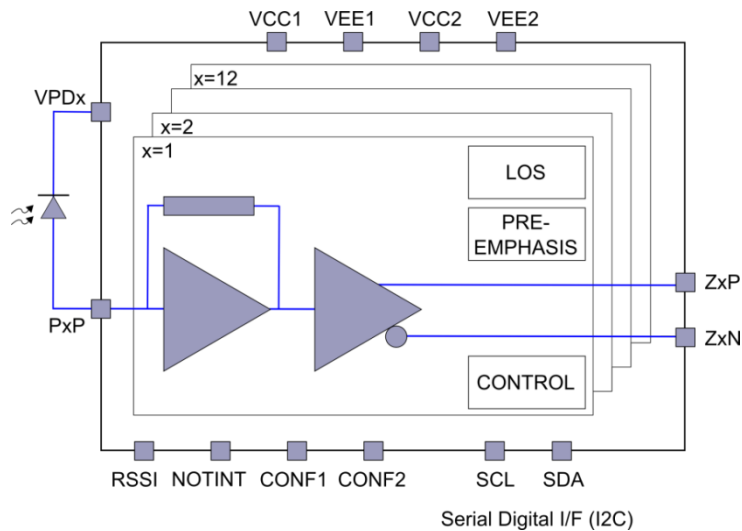 VCC1 VEE1 VCC2 VEE2
x=12
VPDx
x=2
x=1
LOS
PRE-
EMPHASIS
ZxP
PxP
ZxN
CONTROL
RSSI NOTINT CONF1 CONF2 SCL SDA
Serial Digital I/F (I2C)